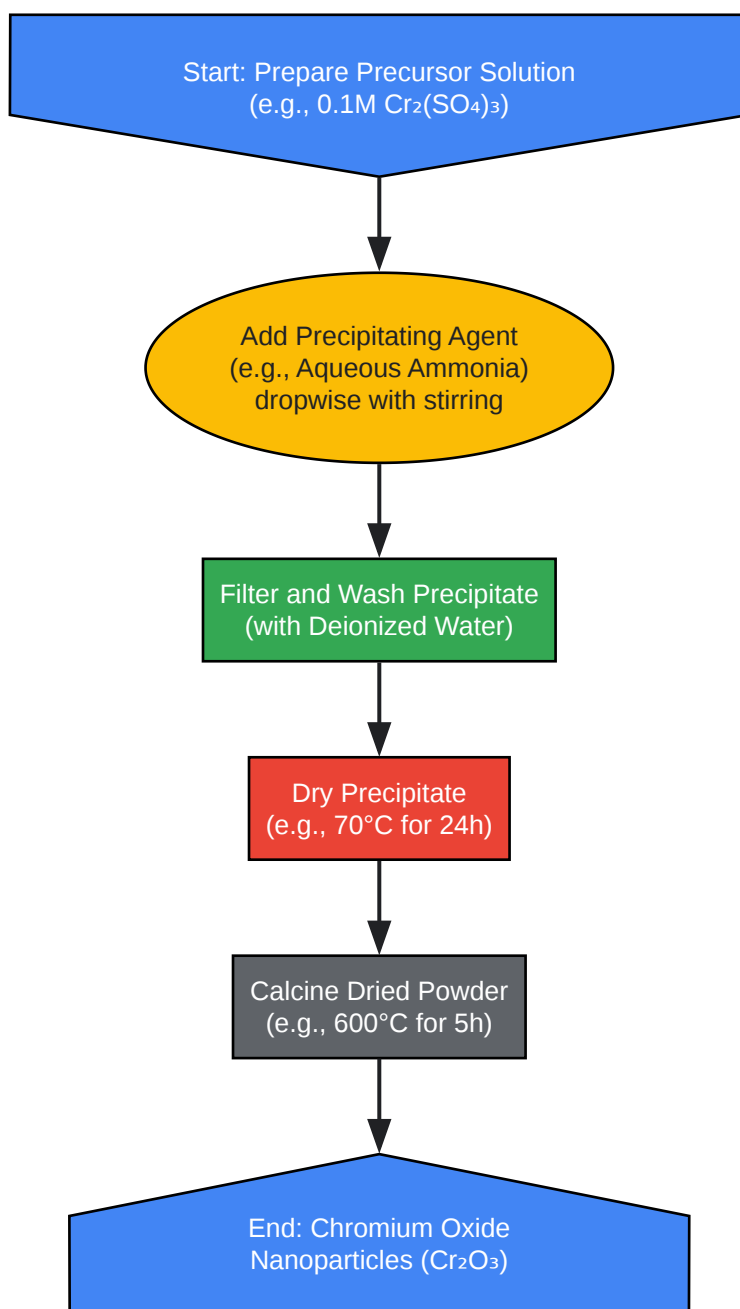 Start: Prepare Precursor Solution
(e.g., 0.1M Cr₂(SO₄)₃)
Add Precipitating Agent
(e.g., Aqueous Ammonia)
dropwise with stirring
Filter and Wash Precipitate
(with Deionized Water)
Dry Precipitate
(e.g., 70°C for 24h)
Calcine Dried Powder
(e.g., 600°C for 5h)
End: Chromium Oxide
Nanoparticles (Cr₂O₃)